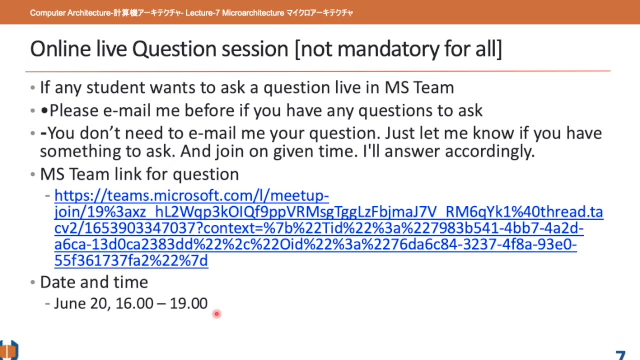 Computer Architecture-計算機アーキテクチャ- Lecture-7 Microarchitecture マイクロアーキテクチャ
Online live Question session [not mandatory for all]
• If any student wants to ask a question live in MS Team
• •Please e-mail me before if you have any questions to ask
• -You don't need to e-mail me your question. Just let me know if you have
something to ask. And join on given time. I'll answer accordingly.
• MS Team link for question
- https://teams.microsoft.com/l/meetup-
join/19%3axz_hL2Wqp3kOIQf9ppVRMsgTggLzFbjmaJ7V_RM6qYk1%40thread.ta
cv2/1653903347037?context=%7b%22Tid%22%3a%227983b541-4bb7-4a2d-
a6ca-13d0ca2383dd%22%2c%22Oid%22%3a%2276da6c84-3237-4f8a-93e0-
55f361737fa2%22%7d
• Date and time
- June 20, 16.00 – 19.00
7